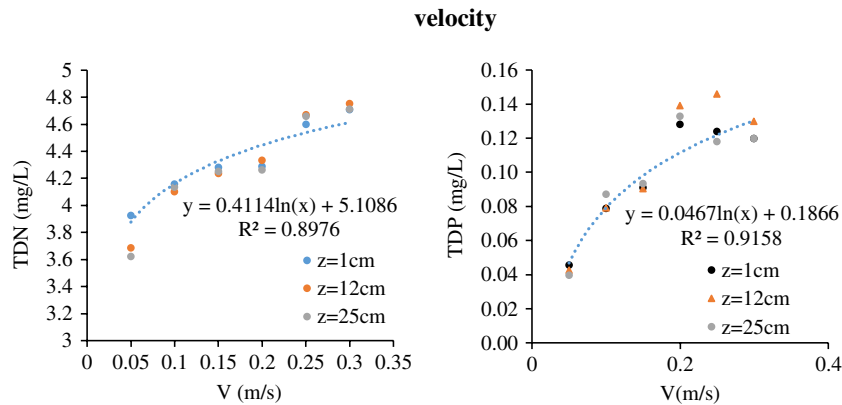 velocity
TDN (mg/L)
5
4.8
4.6
4.4
4.2
4
3.8
3.6
3.4
3.2
3
y = 0.4114ln(x) + 5.1086
R² = 0.8976
z=1cm
z=12cm
z=25cm
0 0.05 0.1 0.15 0.2 0.25 0.3 0.35
V (m/s)
TDP (mg/L)
0.16
0.14
0.12
0.10
0.08
0.06
0.04
0.02
0.00
y = 0.0467ln(x) + 0.1866
R² = 0.9158
z=1cm
z=12cm
z=25cm
0 0.2 0.4
V(m/s)